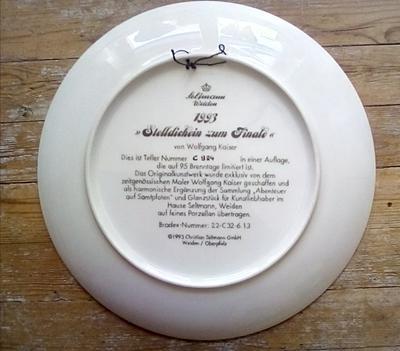 Seltmann
Weiden
1993
» Stelldichein zum Finale «
von Wolfgang Kaiser
Dies ist Teller Nummer C 924 in einer Auflage,
die auf 95 Brenntage limitiert ist.
Das Originalkunstwerk wurde exklusiv von dem
zeitgenössischen Maler Wolfgang Kaiser geschaffen und
als harmonische Ergänzung der Sammlung „Abenteuer
auf Samtpfoten" und Glanzstück für Kunstliebhaber im
Hause Seltmann, Weiden
auf feines Porzellan übertragen.
Bradex-Nummer: 22-C32-6.13
©1993 Christian Seltmann GmbH
Weiden / Oberpfalz